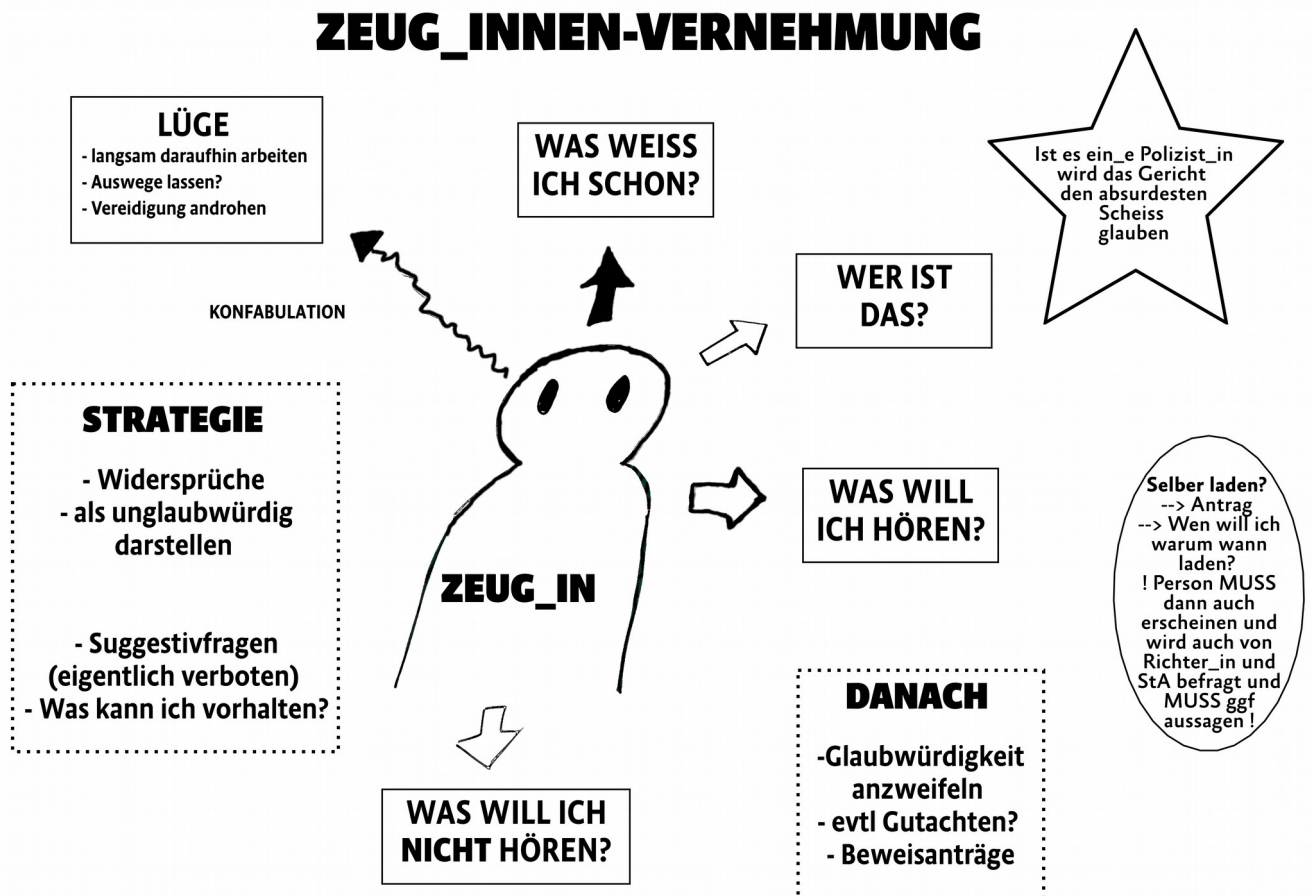 ZEUG_INNEN-VERNEHMUNG
LÜGE
- langsam daraufhin arbeiten
- Auswege lassen?
- Vereidigung androhen
WAS WEISS
ICH SCHON?
Ist es ein_e Polizist_in
wird das Gericht
den absurdesten
Scheiss
glauben
WER IST
DAS?
KONFABULATION
STRATEGIE
- Widersprüche
- als unglaubwürdig
darstellen
- Suggestivfragen
(eigentlich verboten)
- Was kann ich vorhalten?
ZEUG_IN
WAS WILL
ICH HÖREN?
Selber laden?
--> Antrag
--> Wen will ich
warum wann
laden?
! Person MUSS
dann auch
erscheinen und
wird auch von
Richter_in und
StA befragt und
MUSS ggf
aussagen !
WAS WILL ICH
NICHT HÖREN?
DANACH
-Glaubwürdigkeit
anzweifeln
- evtl Gutachten?
- Beweisanträge